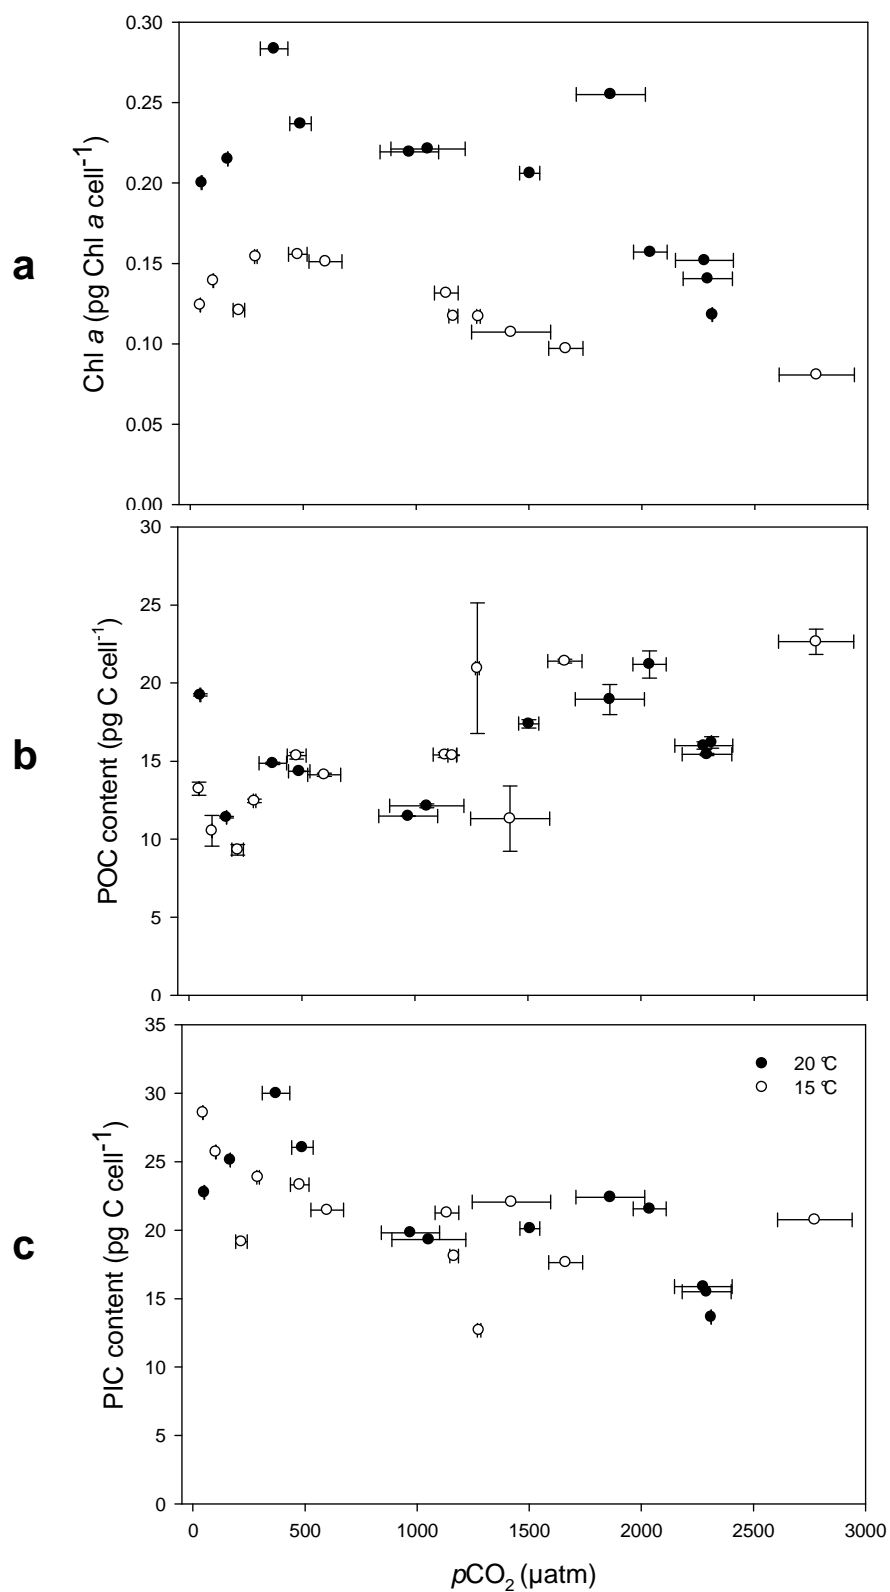 a
Chl a (pg Chl a cell-1)
0.30
0.25
0.20
0.15
0.10
0.05
0.00
b
POC content (pg C cell-1)
30
25
20
15
10
5
0
c
PIC content (pg C cell-1)
35
30
25
20
15
10
5
0
20 °C
15 °C
0 500 1000 1500 2000 2500 3000
pCO2 (µatm)